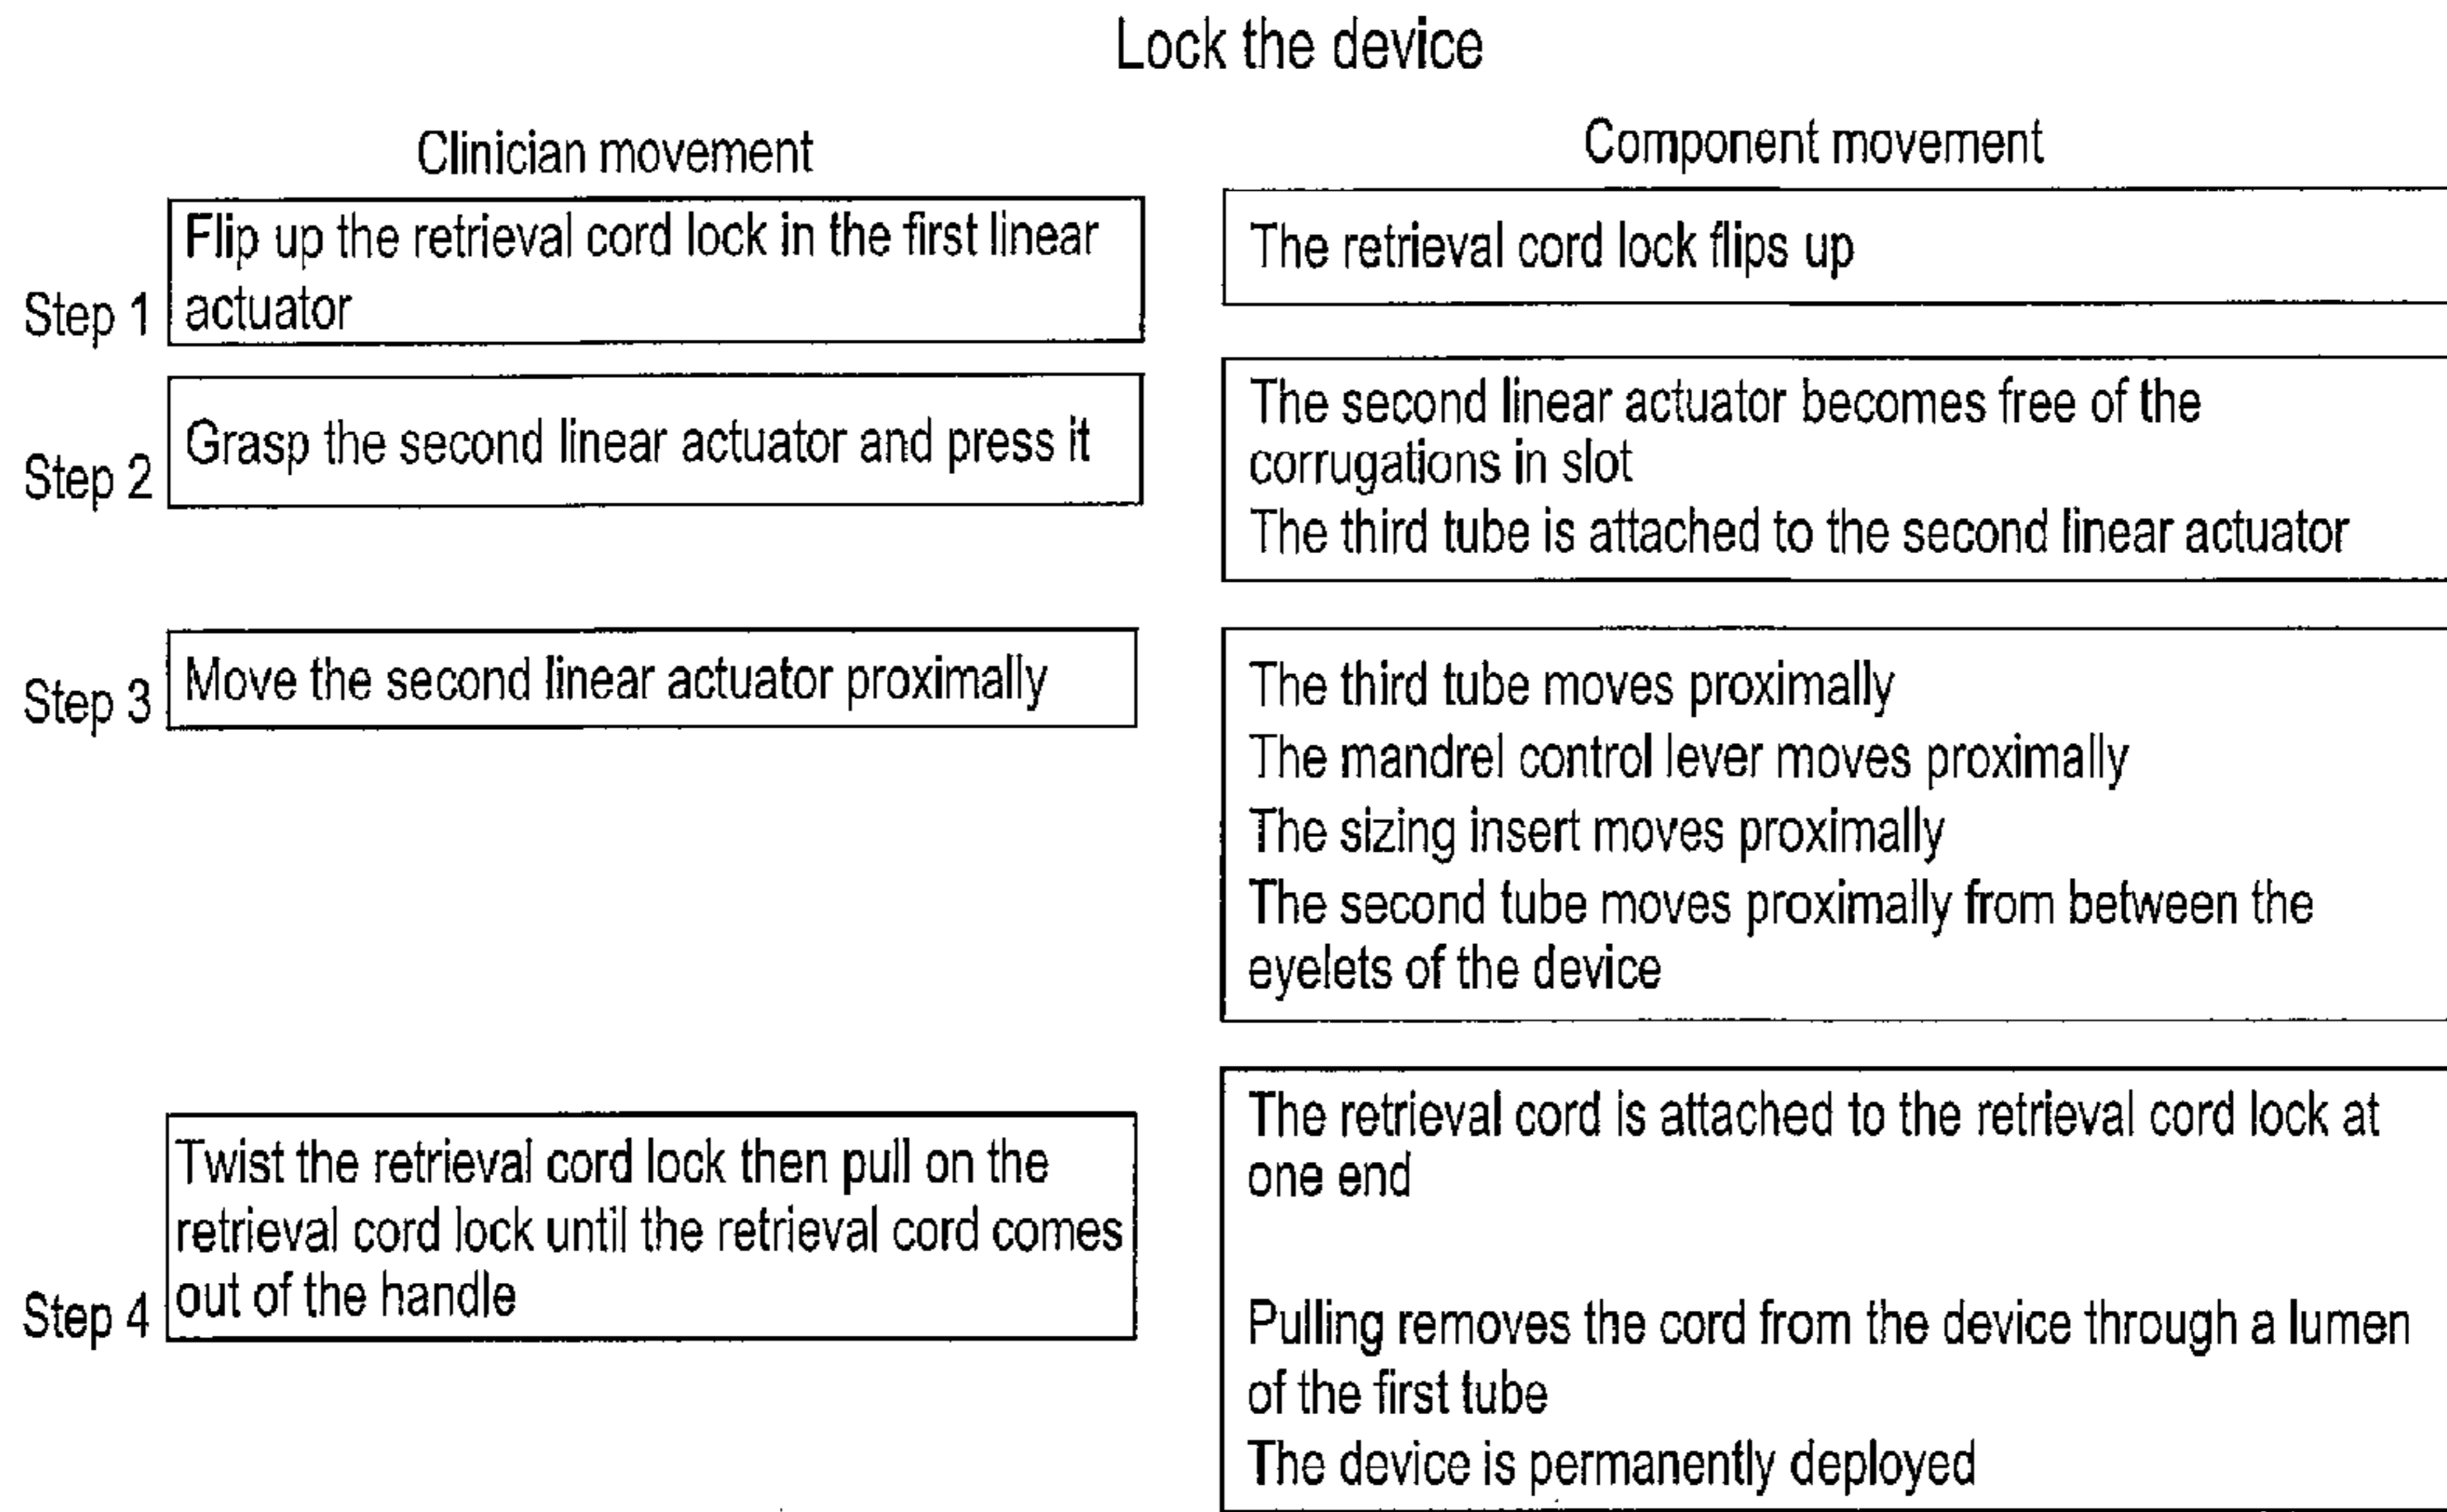 Lock the device
Clinician movement
Component movement
Step 1
Flip up the retrieval cord lock in the first linear
actuator
The retrieval cord lock flips up
Step 2
Grasp the second linear actuator and press it
The second linear actuator becomes free of the
corrugations in slot
The third tube is attached to the second linear actuator
Step 3
Move the second linear actuator proximally
The third tube moves proximally
The mandrel control lever moves proximally
The sizing insert moves proximally
The second tube moves proximally from between the
eyelets of the device
Step 4
Twist the retrieval cord lock then pull on the
retrieval cord lock until the retrieval cord comes
out of the handle
The retrieval cord is attached to the retrieval cord lock at
one end
Pulling removes the cord from the device through a lumen
of the first tube
The device is permanently deployed